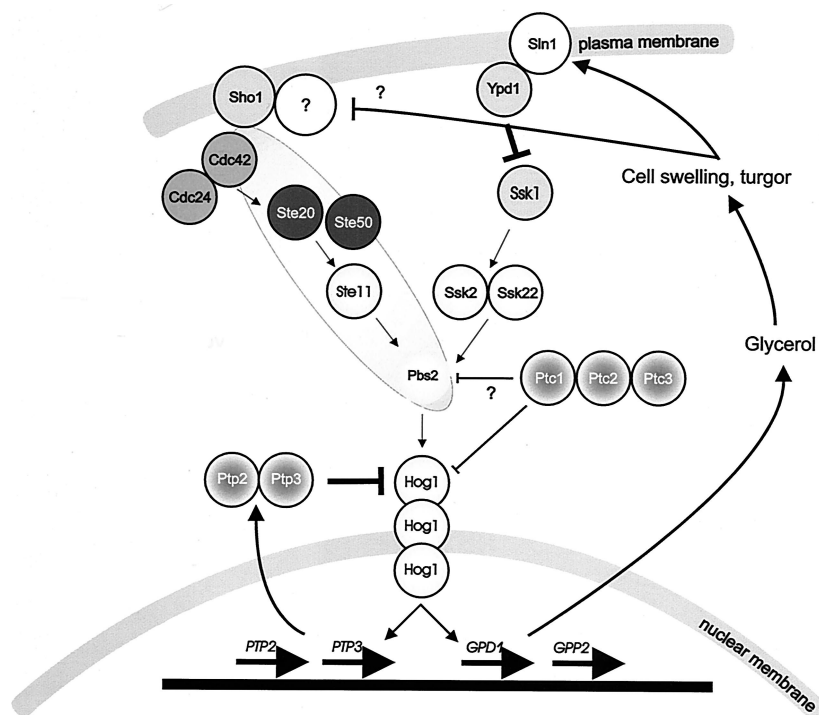 Sln1
plasma membrane
Ypd1
Sho1
?
?
Cdc42
Cdc24
Ste20
Ste50
Ssk1
Cell swelling, turgor
Ste11
Ssk2
Ssk22
Glycerol
Pbs2
?
Ptc1
Ptc2
Ptc3
Ptp2
Ptp3
Hog1
Hog1
Hog1
nuclear membrane
PTP2
PTP3
GPD1
GPP2